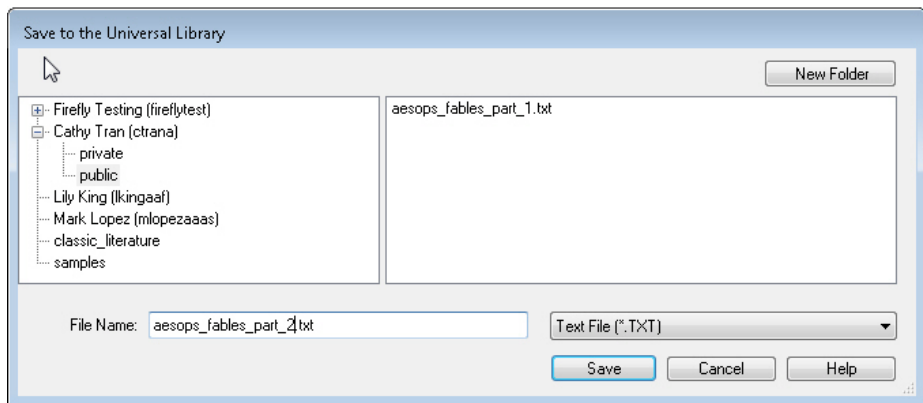 Save to the Universal Library
New Folder
Firefly Testing (fireflytest)
Cathy Tran (ctrana)
private
public
Lily King (lkingaaf)
Mark Lopez (mlopezaaas)
classic_literature
samples
aesops_fables_part_1.txt
File Name: aesops_fables_part_2.txt
Text File (*.TXT)
Save Cancel Help